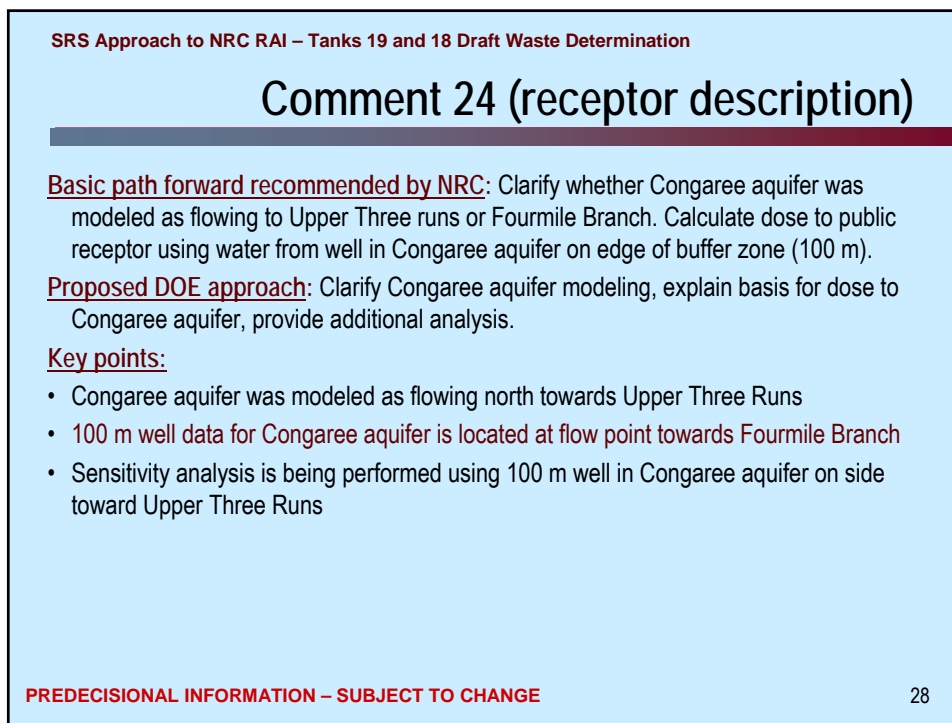 SRS Approach to NRC RAI – Tanks 19 and 18 Draft Waste Determination
Comment 24 (receptor description)
Basic path forward recommended by NRC: Clarify whether Congaree aquifer was
modeled as flowing to Upper Three runs or Fourmile Branch. Calculate dose to public
receptor using water from well in Congaree aquifer on edge of buffer zone (100 m).
Proposed DOE approach: Clarify Congaree aquifer modeling, explain basis for dose to
Congaree aquifer, provide additional analysis.
Key points:
• Congaree aquifer was modeled as flowing north towards Upper Three Runs
• 100 m well data for Congaree aquifer is located at flow point towards Fourmile Branch
• Sensitivity analysis is being performed using 100 m well in Congaree aquifer on side
toward Upper Three Runs
PREDECISIONAL INFORMATION – SUBJECT TO CHANGE
28